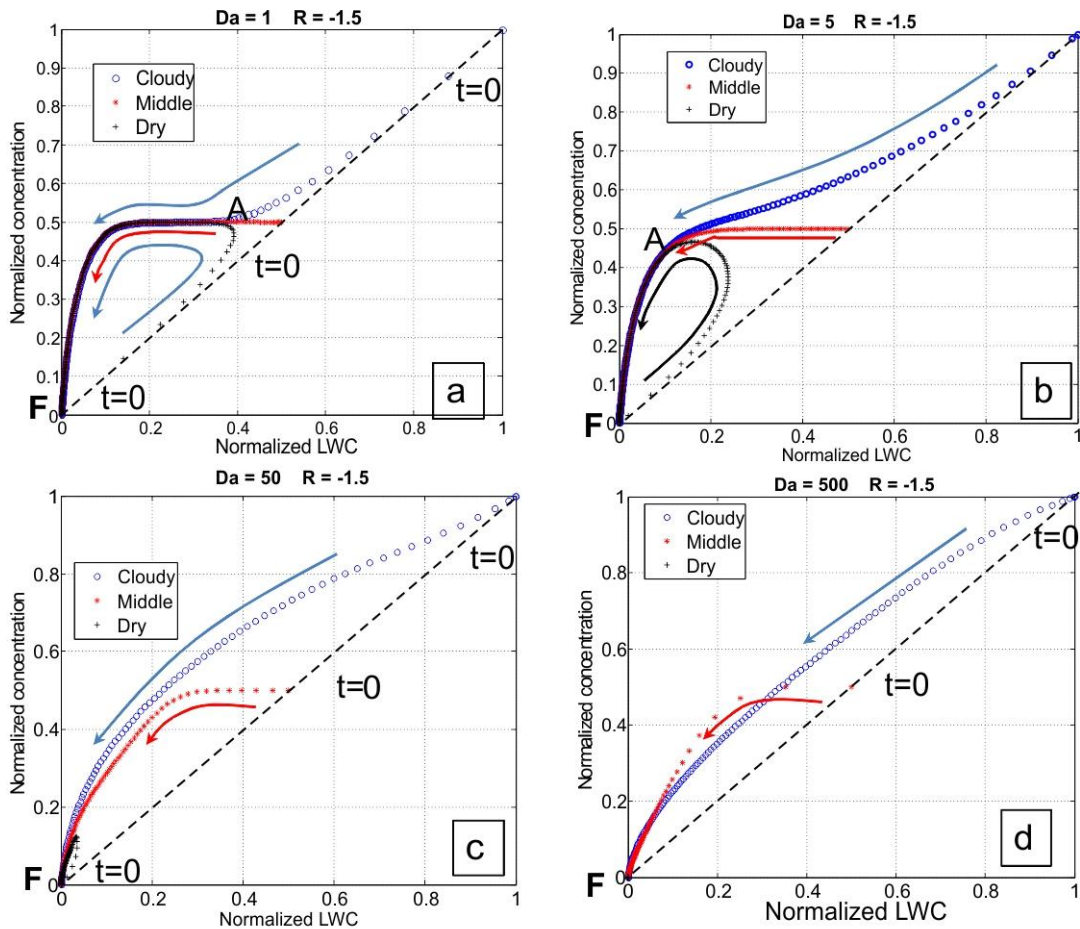 Da = 1 R = -1.5
1
0.9
0.8
0.7
0.6
0.5
0.4
0.3
0.2
0.1
0
Normalized concentration
Cloudy
Middle
Dry
t=0
A
t=0
t=0
a
F
0 0.2 0.4 0.6 0.8 1
Normalized LWC
Da = 5 R = -1.5
1
0.9
0.8
0.7
0.6
0.5
0.4
0.3
0.2
0.1
0
Normalized concentration
Cloudy
Middle
Dry
A
b
F
0 0.2 0.4 0.6 0.8 1
Normalized LWC
Da = 50 R = -1.5
1
0.8
0.6
0.4
0.2
0
Normalized concentration
Cloudy
Middle
Dry
t=0
t=0
t=0
c
F
0 0.2 0.4 0.6 0.8 1
Normalized LWC
Da = 500 R = -1.5
1
0.8
0.6
0.4
0.2
0
Normalized concentration
Cloudy
Middle
Dry
t=0
t=0
d
F
0 0.2 0.4 0.6 0.8 1
Normalized LWC